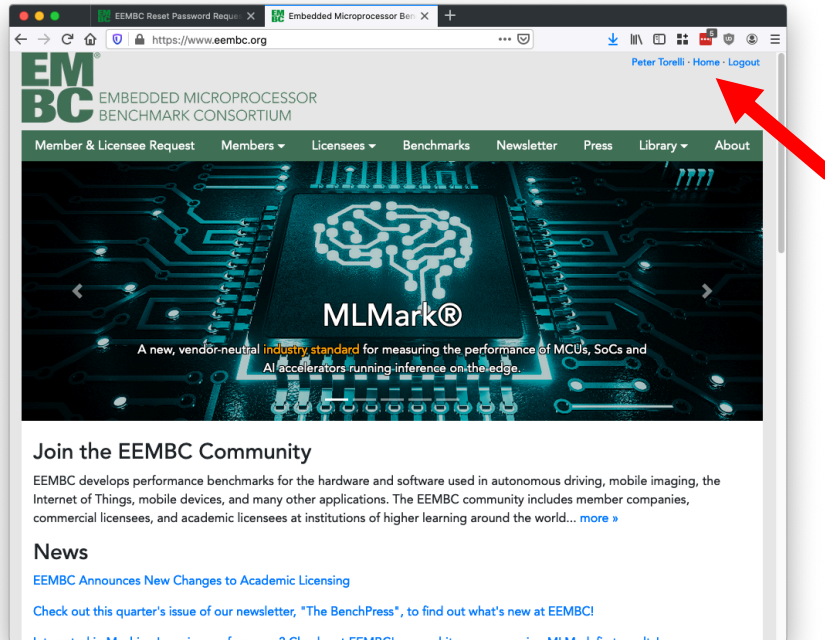 EEMBC Reset Password Reques
Embedded Microprocessor Ben
https://www.eembc.org
5
Peter Torelli · Home · Logout
EM
BC
®
EMBEDDED MICROPROCESSOR
BENCHMARK CONSORTIUM
Member & Licensee Request Members Licensees Benchmarks Newsletter Press Library About
MLMark®
A new, vendor-neutral industry standard for measuring the performance of MCUs, SoCs and
AI accelerators running inference on the edge.
Join the EEMBC Community
EEMBC develops performance benchmarks for the hardware and software used in autonomous driving, mobile imaging, the
Internet of Things, mobile devices, and many other applications. The EEMBC community includes member companies,
commercial licensees, and academic licensees at institutions of higher learning around the world... more »
News
EEMBC Announces New Changes to Academic Licensing
Check out this quarter's issue of our newsletter, "The BenchPress", to find out what's new at EEMBC!